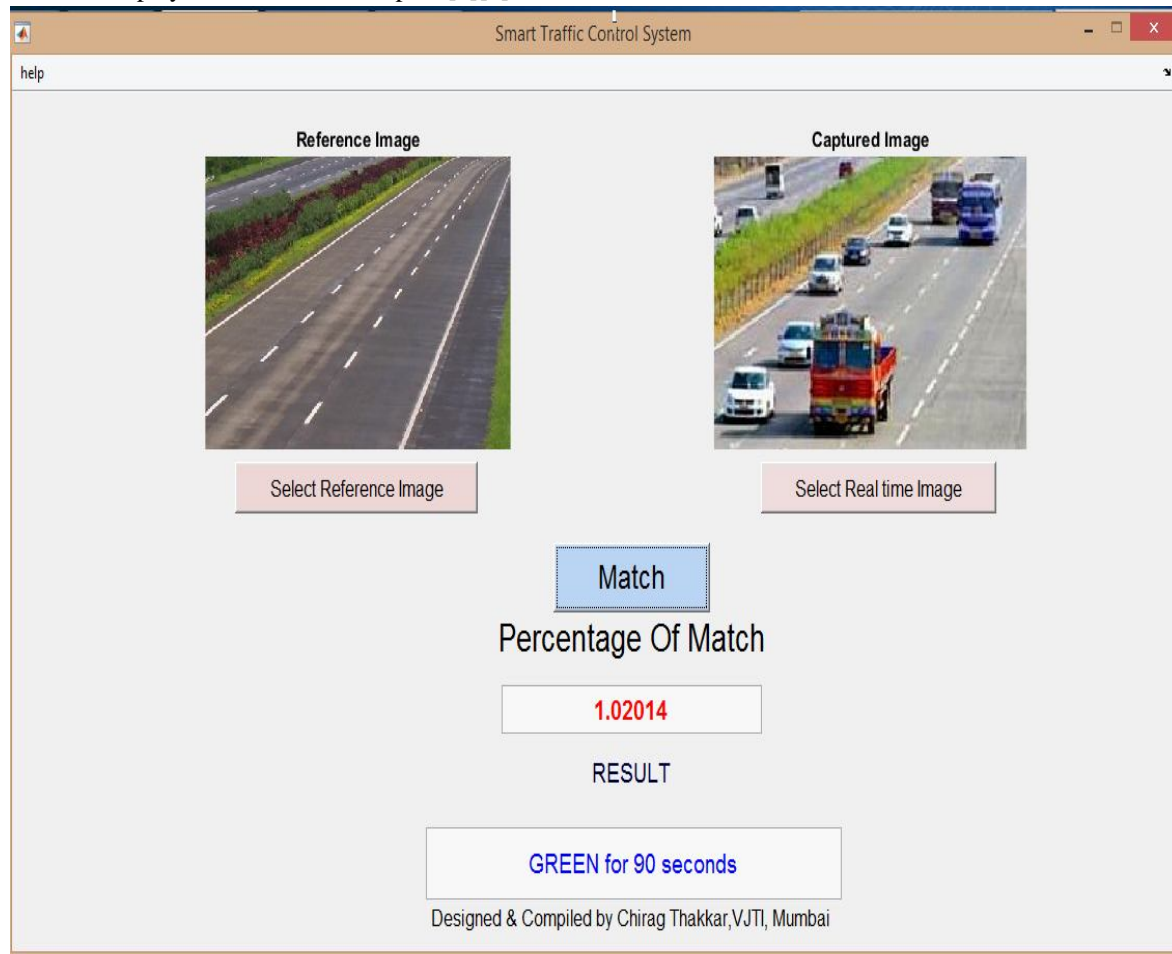 Smart Traffic Control System
help
Reference Image
Captured Image
Select Reference Image
Select Real time Image
Match
Percentage Of Match
1.02014
RESULT
GREEN for 90 seconds
Designed & Compiled by Chirag Thakkar,VJTI, Mumbai